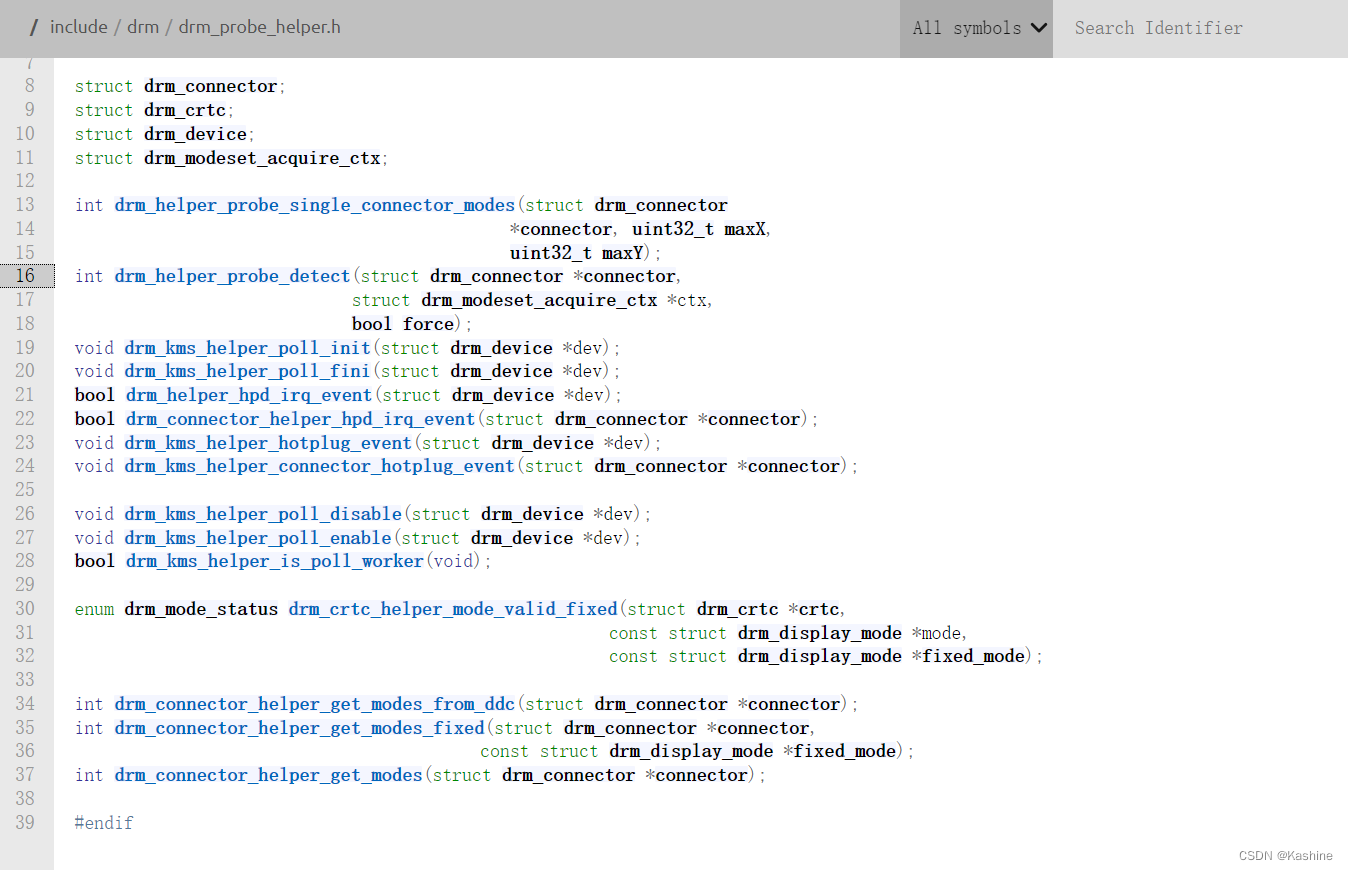 / include / drm / drm_probe_helper.h All symbols Search Identifier
7
8 struct drm_connector;
9 struct drm_crtc;
10 struct drm_device;
11 struct drm_modeset_acquire_ctx;
12
13 int drm_helper_probe_single_connector_modes(struct drm_connector
14 *connector, uint32_t maxX,
15 uint32_t maxY);
16 int drm_helper_probe_detect(struct drm_connector *connector,
17 struct drm_modeset_acquire_ctx *ctx,
18 bool force);
19 void drm_kms_helper_poll_init(struct drm_device *dev);
20 void drm_kms_helper_poll_fini(struct drm_device *dev);
21 bool drm_helper_hpd_irq_event(struct drm_device *dev);
22 bool drm_connector_helper_hpd_irq_event(struct drm_connector *connector);
23 void drm_kms_helper_hotplug_event(struct drm_device *dev);
24 void drm_kms_helper_connector_hotplug_event(struct drm_connector *connector);
25
26 void drm_kms_helper_poll_disable(struct drm_device *dev);
27 void drm_kms_helper_poll_enable(struct drm_device *dev);
28 bool drm_kms_helper_is_poll_worker(void);
29
30 enum drm_mode_status drm_crtc_helper_mode_valid_fixed(struct drm_crtc *crtc,
31 const struct drm_display_mode *mode,
32 const struct drm_display_mode *fixed_mode);
33
34 int drm_connector_helper_get_modes_from_ddc(struct drm_connector *connector);
35 int drm_connector_helper_get_modes_fixed(struct drm_connector *connector,
36 const struct drm_display_mode *fixed_mode);
37 int drm_connector_helper_get_modes(struct drm_connector *connector);
38
39 #endif
CSDN @Kashine